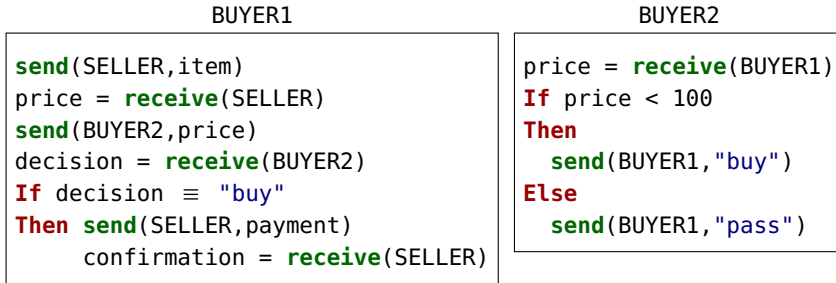 BUYER1
send(SELLER,item)
price = receive(SELLER)
send(BUYER2,price)
decision = receive(BUYER2)
If decision ≡ "buy"
Then send(SELLER,payment)
     confirmation = receive(SELLER)
BUYER2
price = receive(BUYER1)
If price < 100
Then
  send(BUYER1,"buy")
Else
  send(BUYER1,"pass")